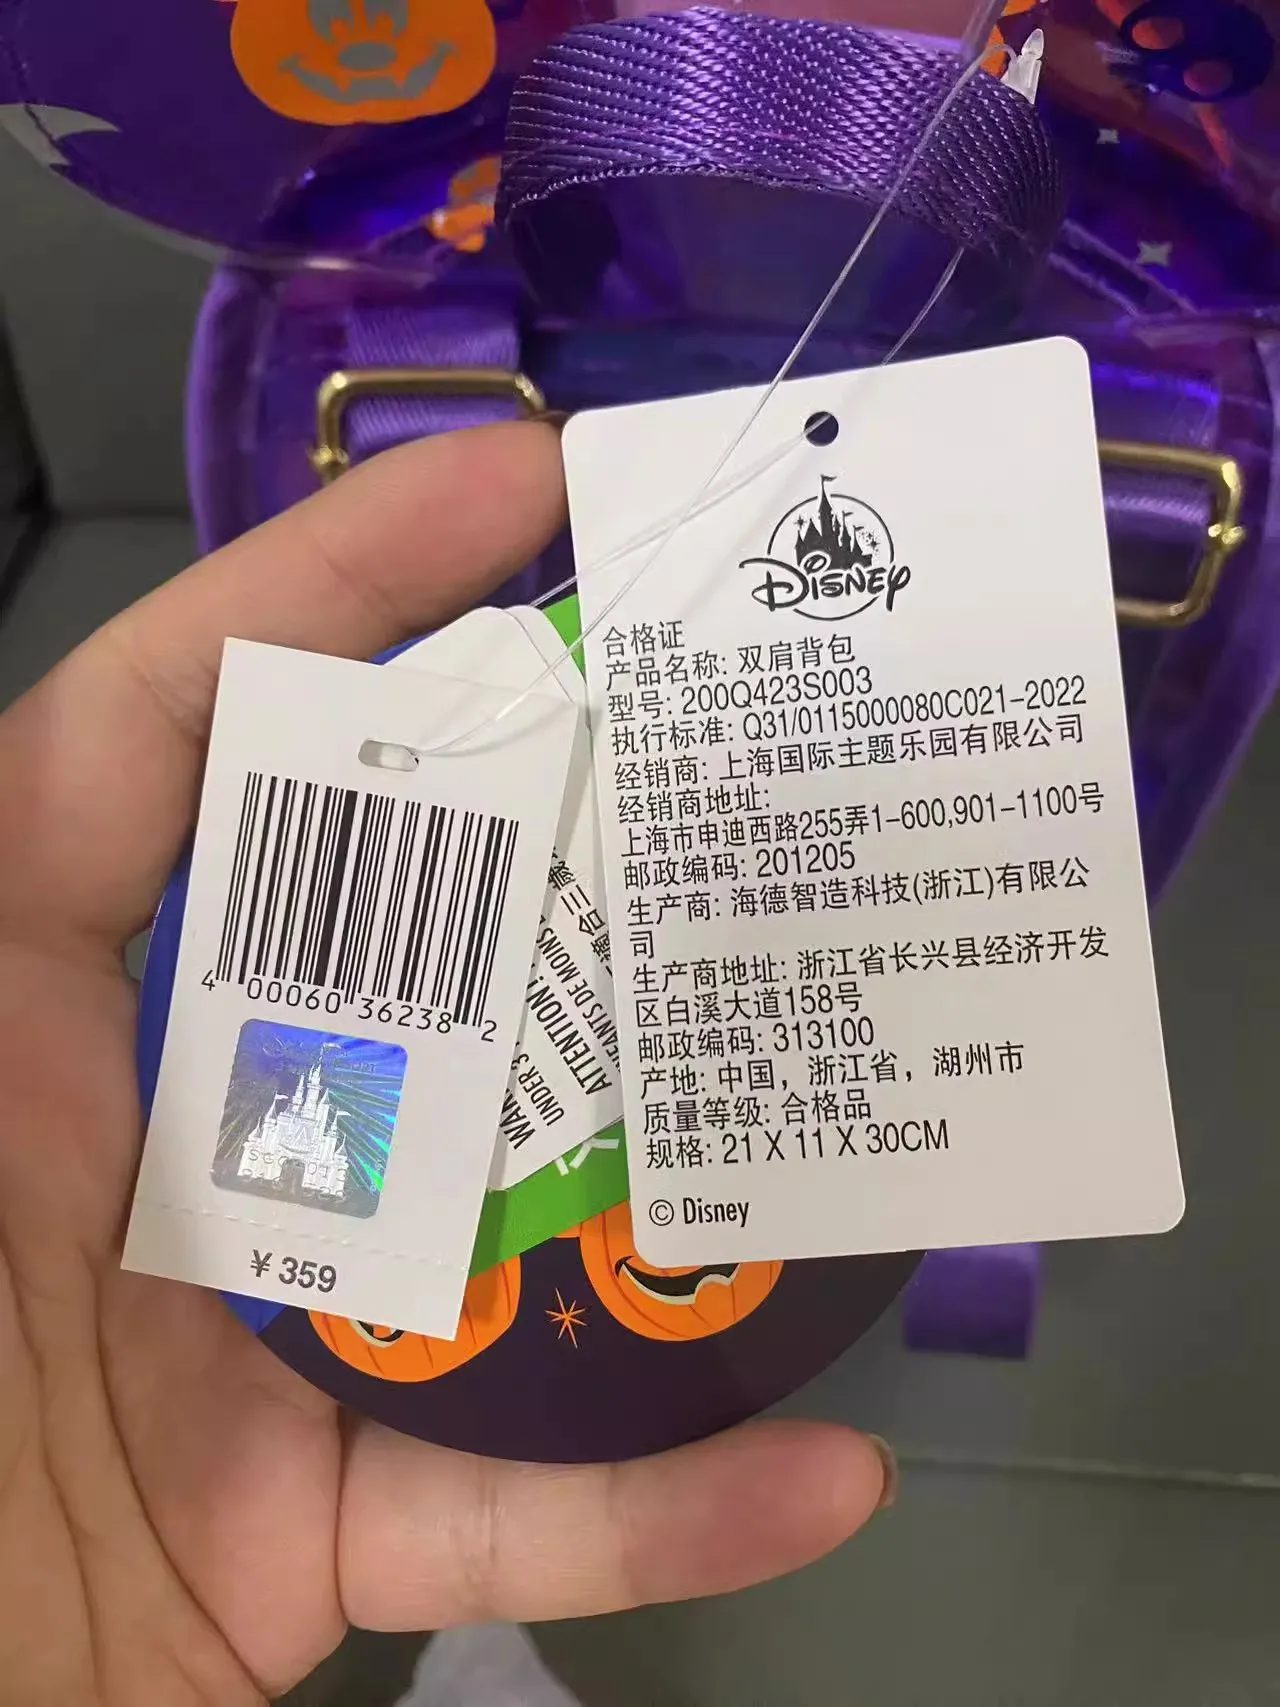 Disney
合格证
产品名称: 双肩背包
型号: 200Q423S003
执行标准: Q31/0115000080C021-2022
经销商: 上海国际主题乐园有限公司
经销商地址:
上海市申迪西路255弄1-600,901-1100号
邮政编码: 201205
生产商: 海德智造科技(浙江)有限公
司
生产商地址: 浙江省长兴县经济开发
区白溪大道158号
邮政编码: 313100
产地: 中国，浙江省，湖州市
质量等级: 合格品
规格: 21 X 11 X 30CM
© Disney
4 00060 36238 2
¥ 359
UNDER 3
ATTENTION
DE MOINS